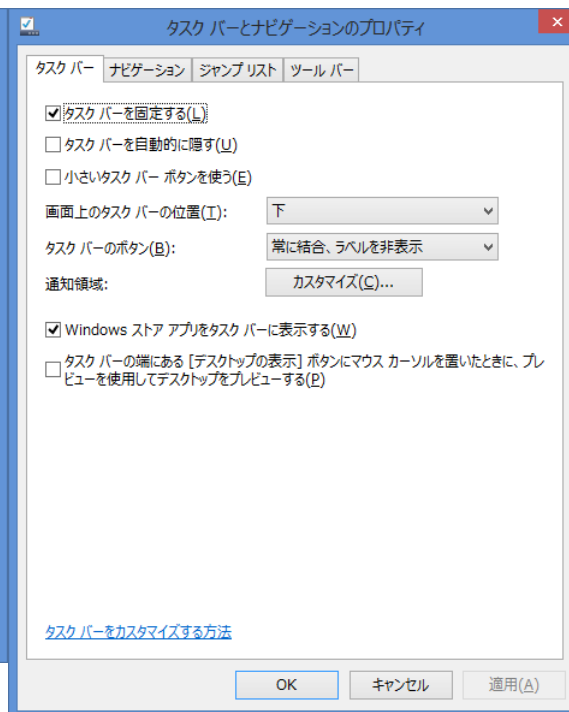 タスク バーとナビゲーションのプロパティ
タスク バー ナビゲーション ジャンプ リスト ツール バー
タスク バーを固定する(L)
タスク バーを自動的に隠す(U)
小さいタスク バー ボタンを使う(E)
画面上のタスク バーの位置(T): 下
タスク バーのボタン(B): 常に結合、ラベルを非表示
通知領域: カスタマイズ(C)...
Windows ストア アプリをタスク バーに表示する(W)
タスク バーの端にある [デスクトップの表示] ボタンにマウス カーソルを置いたときに、プレ
ビューを使用してデスクトップをプレビューする(P)
タスク バーをカスタマイズする方法
OK キャンセル 適用(A)